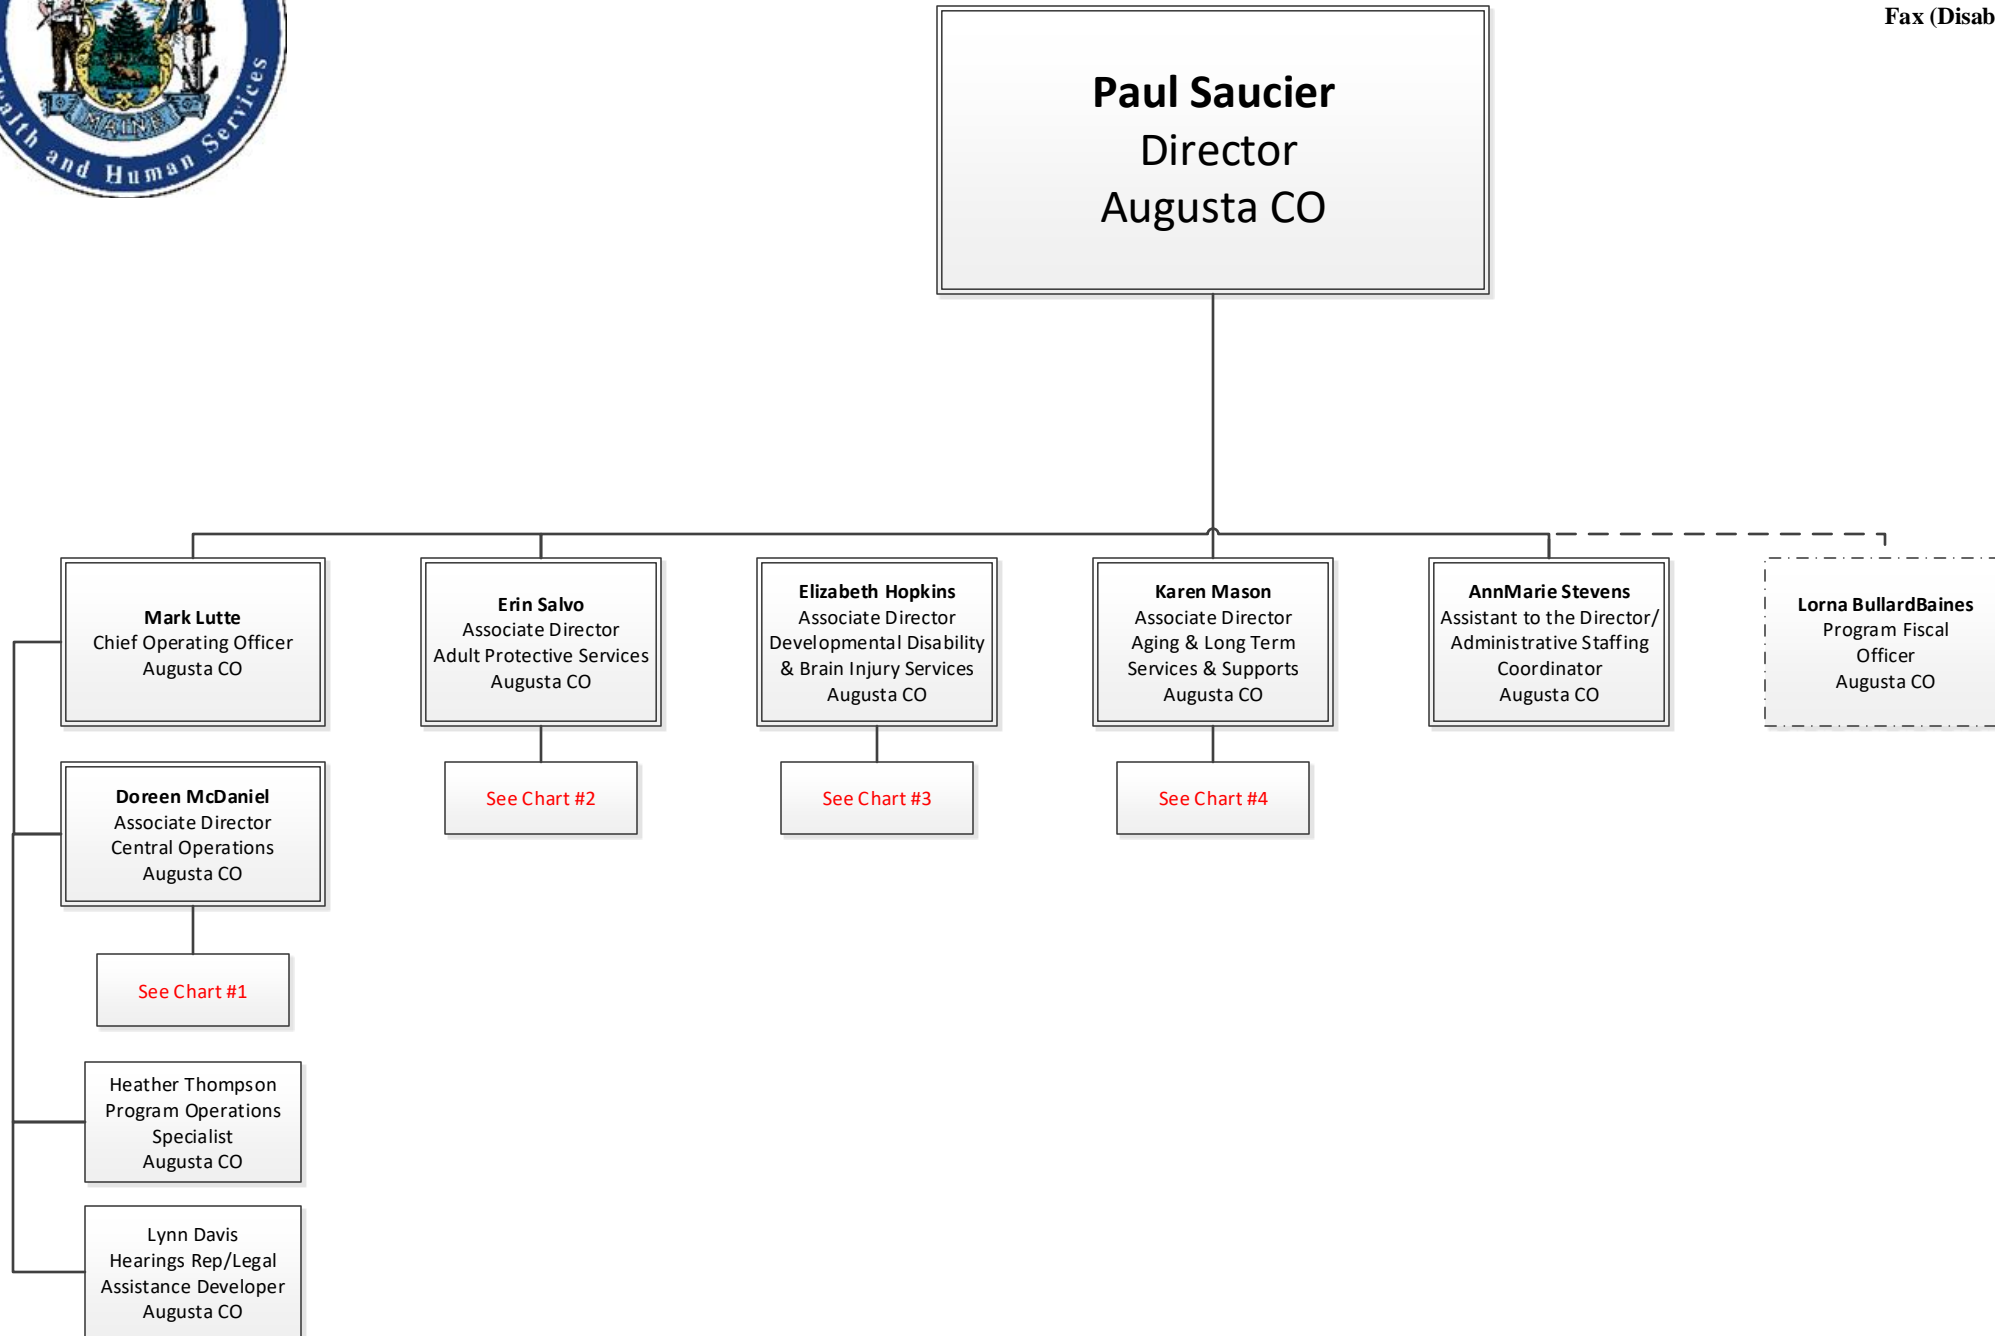 MAINE
Health and Human Services
Fax (Disab
Paul Saucier
Director
Augusta CO
Mark Lutte
Chief Operating Officer
Augusta CO
Erin Salvo
Associate Director
Adult Protective Services
Augusta CO
Elizabeth Hopkins
Associate Director
Developmental Disability
& Brain Injury Services
Augusta CO
Karen Mason
Associate Director
Aging & Long Term
Services & Supports
Augusta CO
AnnMarie Stevens
Assistant to the Director/
Administrative Staffing
Coordinator
Augusta CO
Lorna BullardBaines
Program Fiscal
Officer
Augusta CO
See Chart #2
See Chart #3
See Chart #4
Doreen McDaniel
Associate Director
Central Operations
Augusta CO
See Chart #1
Heather Thompson
Program Operations
Specialist
Augusta CO
Lynn Davis
Hearings Rep/Legal
Assistance Developer
Augusta CO